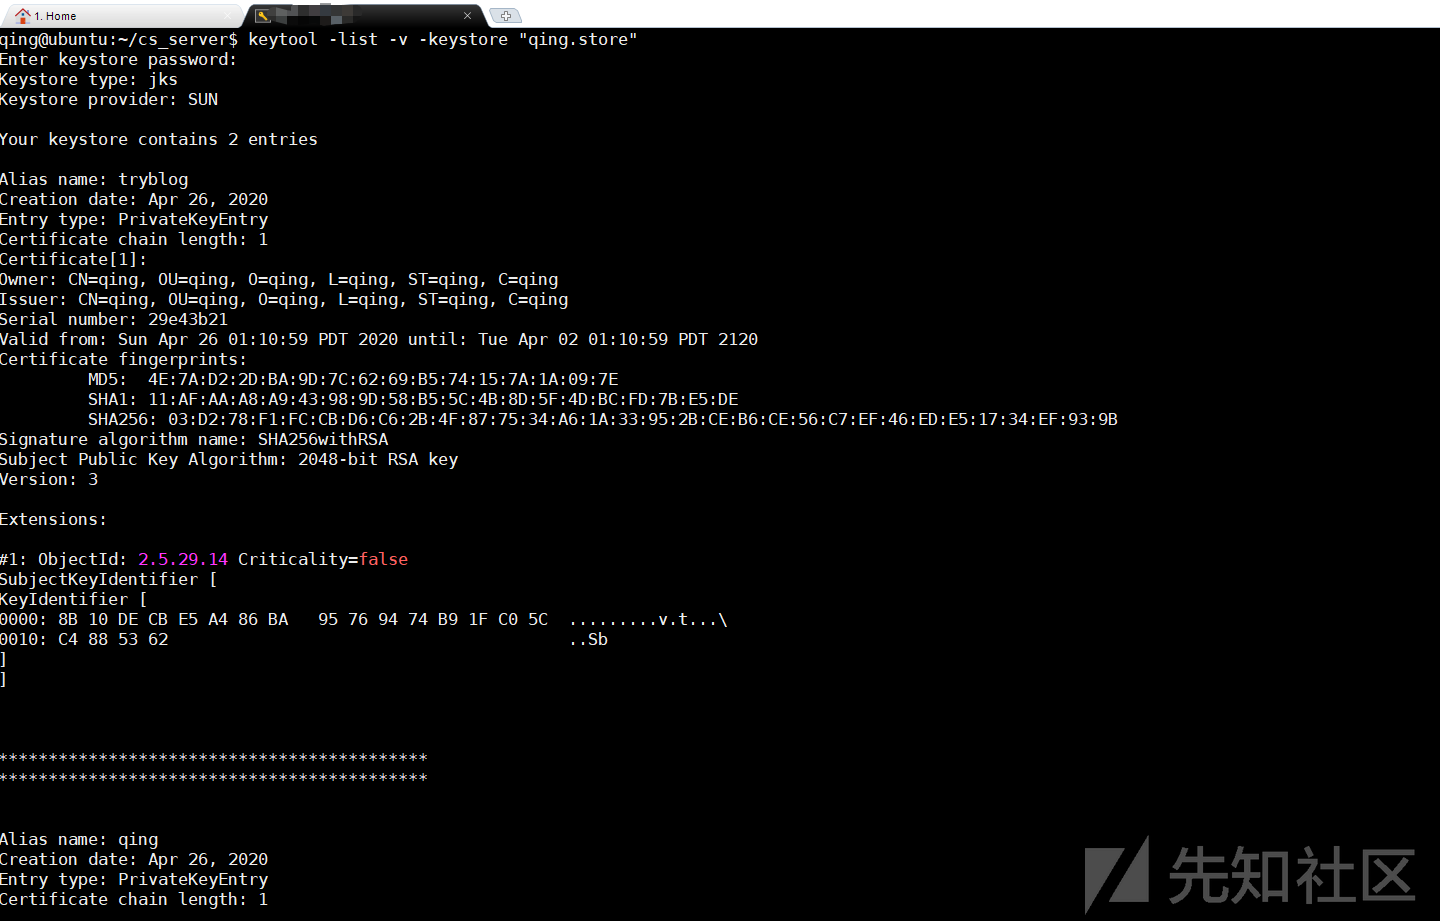 1. Home
qing@ubuntu:~/cs_server$ keytool -list -v -keystore "qing.store"
Enter keystore password:
Keystore type: jks
Keystore provider: SUN
Your keystore contains 2 entries
Alias name: tryblog
Creation date: Apr 26, 2020
Entry type: PrivateKeyEntry
Certificate chain length: 1
Certificate[1]:
Owner: CN=qing, OU=qing, O=qing, L=qing, ST=qing, C=qing
Issuer: CN=qing, OU=qing, O=qing, L=qing, ST=qing, C=qing
Serial number: 29e43b21
Valid from: Sun Apr 26 01:10:59 PDT 2020 until: Tue Apr 02 01:10:59 PDT 2120
Certificate fingerprints:
MD5:  4E:7A:D2:2D:BA:9D:7C:62:69:B5:74:15:7A:1A:09:7E
SHA1: 11:AF:AA:A8:A9:43:98:9D:58:B5:5C:4B:8D:5F:4D:BC:FD:7B:E5:DE
SHA256: 03:D2:78:F1:FC:CB:D6:C6:2B:4F:87:75:34:A6:1A:33:95:2B:CE:B6:CE:56:C7:EF:46:ED:E5:17:34:EF:93:9B
Signature algorithm name: SHA256withRSA
Subject Public Key Algorithm: 2048-bit RSA key
Version: 3
Extensions:
#1: ObjectId: 2.5.29.14 Criticality=false
SubjectKeyIdentifier [
KeyIdentifier [
0000: 8B 10 DE CB E5 A4 86 BA   95 76 94 74 B9 1F C0 5C  .........v.t...\
0010: C4 88 53 62                                        ..Sb
]
]
*******************************************
*******************************************
Alias name: qing
Creation date: Apr 26, 2020
Entry type: PrivateKeyEntry
Certificate chain length: 1
先知社区